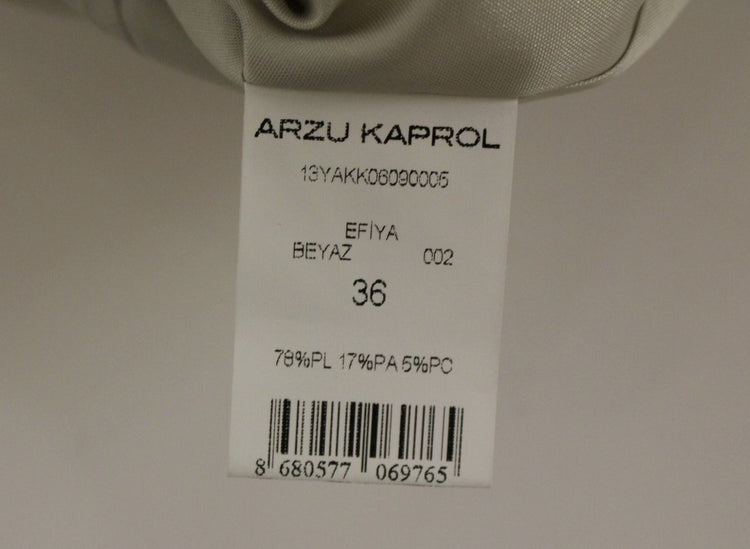 ARZU KAPROL
13YAKK06090005
EFİYA
BEYAZ 002
36
78%PL 17%PA 5%PC
8 680577 069765